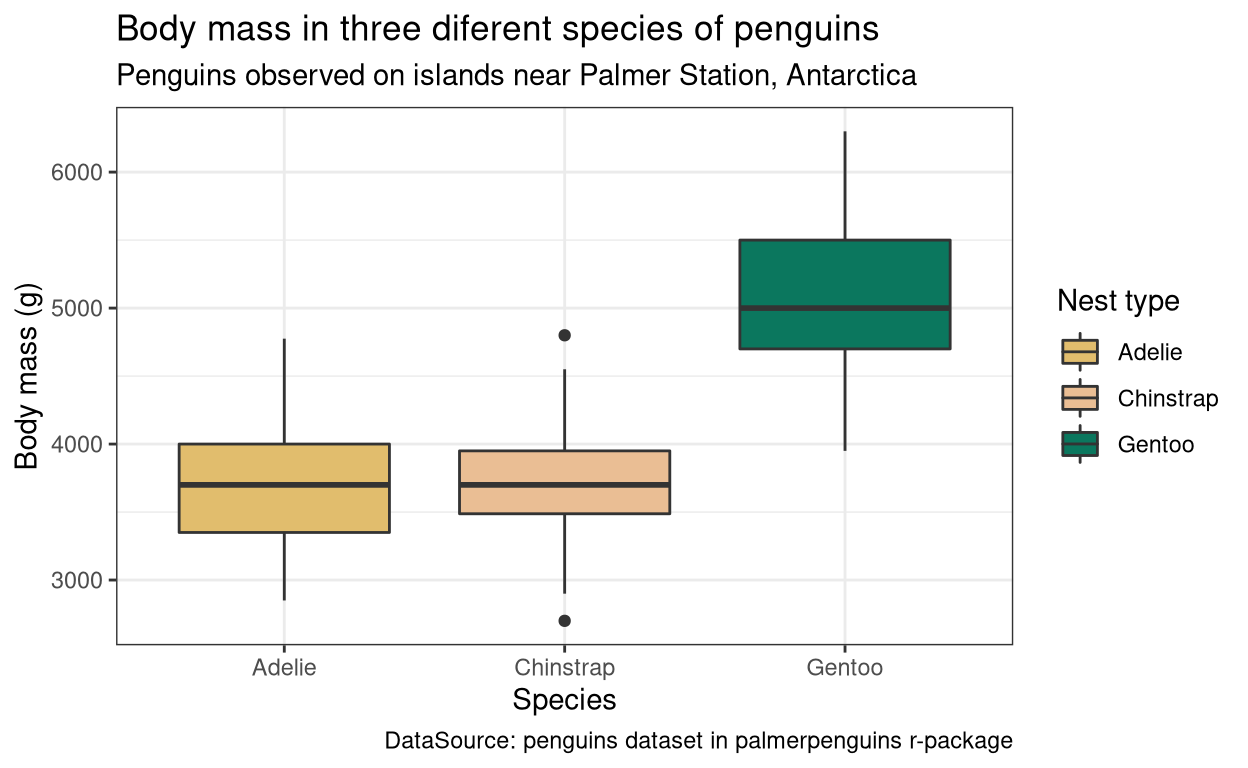 Body mass in three diferent species of penguins
Penguins observed on islands near Palmer Station, Antarctica
Body mass (g)
6000
5000
4000
3000
Adelie
Chinstrap
Gentoo
Species
Nest type
Adelie
Chinstrap
Gentoo
DataSource: penguins dataset in palmerpenguins r-package